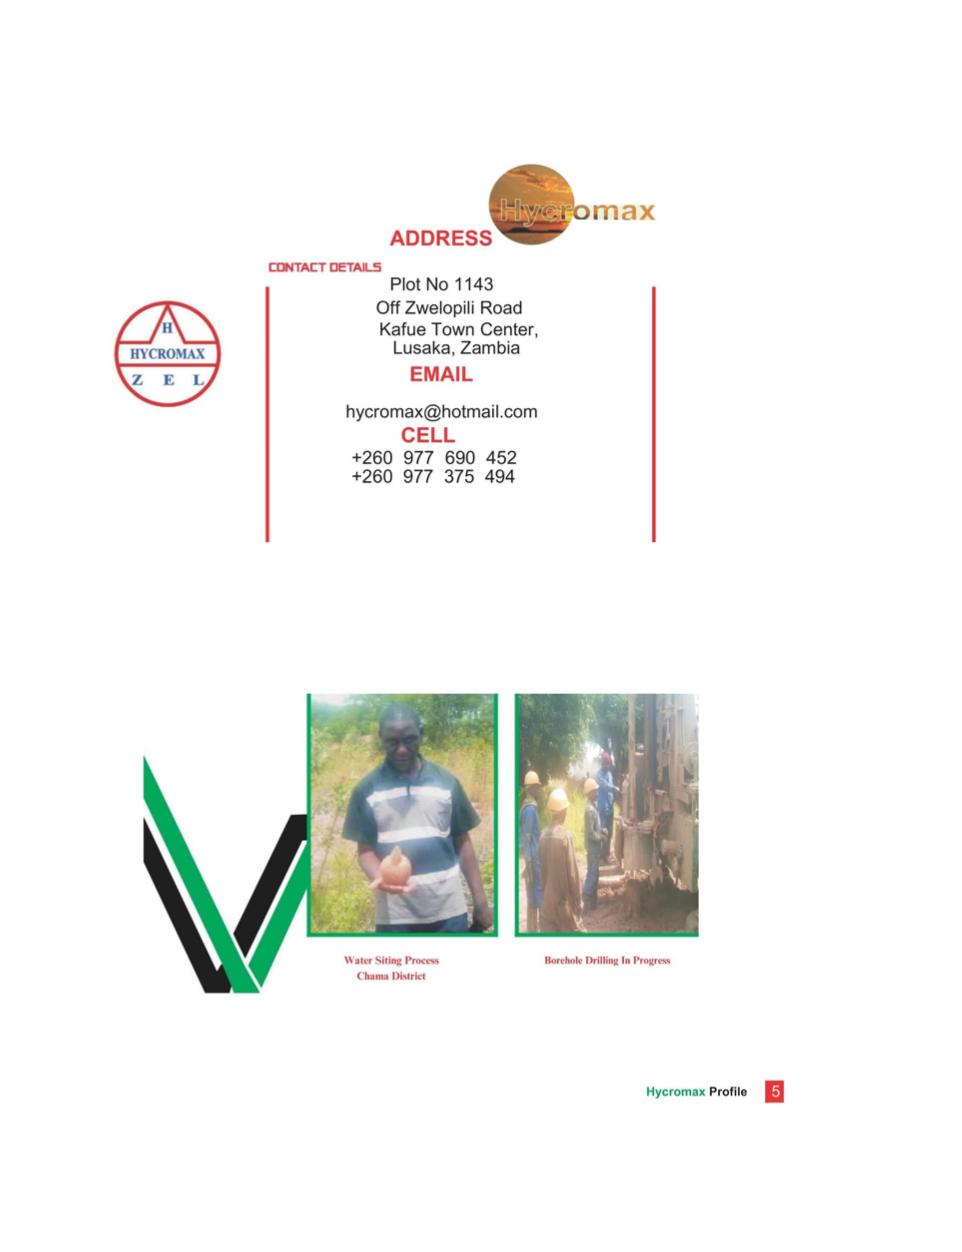 Hycromax
ADDRESS
CONTACT DETAILS
Plot No 1143
Off Zwelopili Road
Kafue Town Center,
Lusaka, Zambia
H
HYCROMAX
Z E L
EMAIL
hycromax@hotmail.com
CELL
+260 977 690 452
+260 977 375 494
Water Siting Process
Chama District
Borehole Drilling In Progress
Hycromax Profile 5